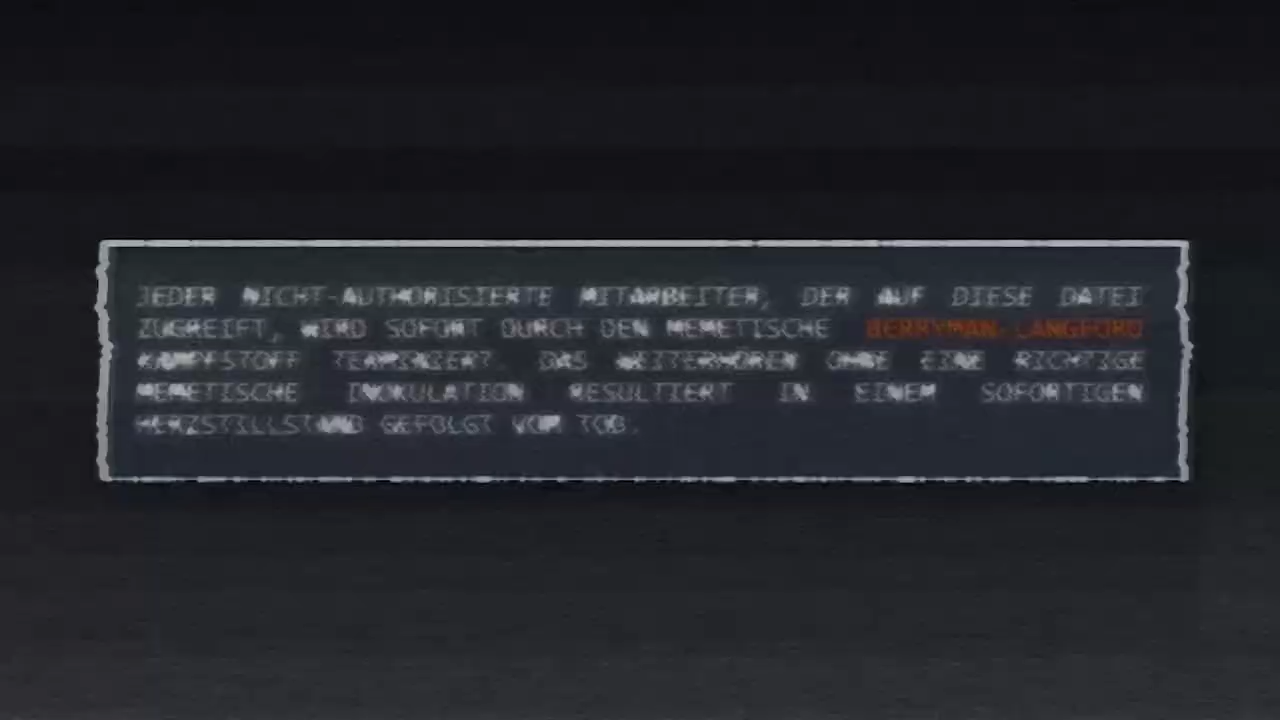 JEDER NICHT-AUTHORISIERTE MITARBEITER, DER AUF DIESE DATEI
ZUGREIFT, WIRD SOFORT DURCH DEN MEMETISCHE BERRYMAN-LANGFORD
KAMPFSTOFF TERMINIERT. DAS WEITERHÖREN OHNE EINE RICHTIGE
MEMETISCHE INOKULATION RESULTIERT IN EINEM SOFORTIGEN
HERZSTILLSTAND GEFOLGT VOM TOD.